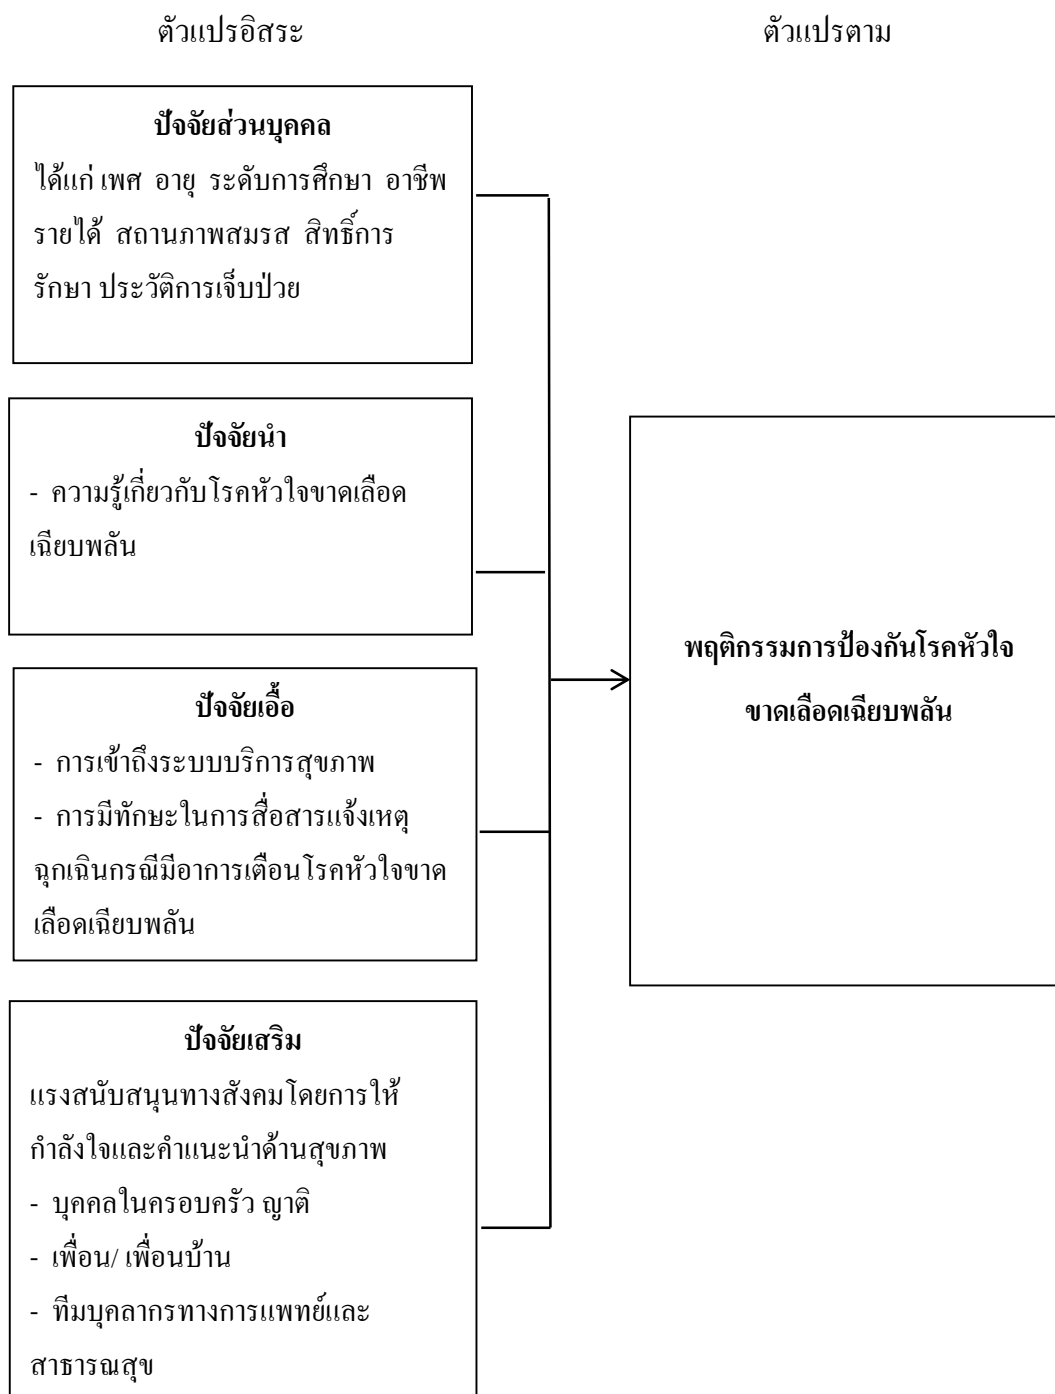 ตัวแปรอิสระ
ตัวแปรตาม
ปัจจัยส่วนบุคคล
ได้แก่ เพศ อายุ ระดับการศึกษา อาชีพ
รายได้ สถานภาพสมรส สิทธิ์การ
รักษา ประวัติการเจ็บป่วย
ปัจจัยนำ
- ความรู้เกี่ยวกับโรคหัวใจขาดเลือด
เฉียบพลัน
ปัจจัยเอื้อ
- การเข้าถึงระบบบริการสุขภาพ
- การมีทักษะในการสื่อสารแจ้งเหตุ
ฉุกเฉินกรณีมีอาการเตือนโรคหัวใจขาด
เลือดเฉียบพลัน
ปัจจัยเสริม
แรงสนับสนุนทางสังคมโดยการให้
กำลังใจและคำแนะนำด้านสุขภาพ
- บุคคลในครอบครัว ญาติ
- เพื่อน/ เพื่อนบ้าน
- ทีมบุคลากรทางการแพทย์และ
สาธารณสุข
พฤติกรรมการป้องกันโรคหัวใจ
ขาดเลือดเฉียบพลัน